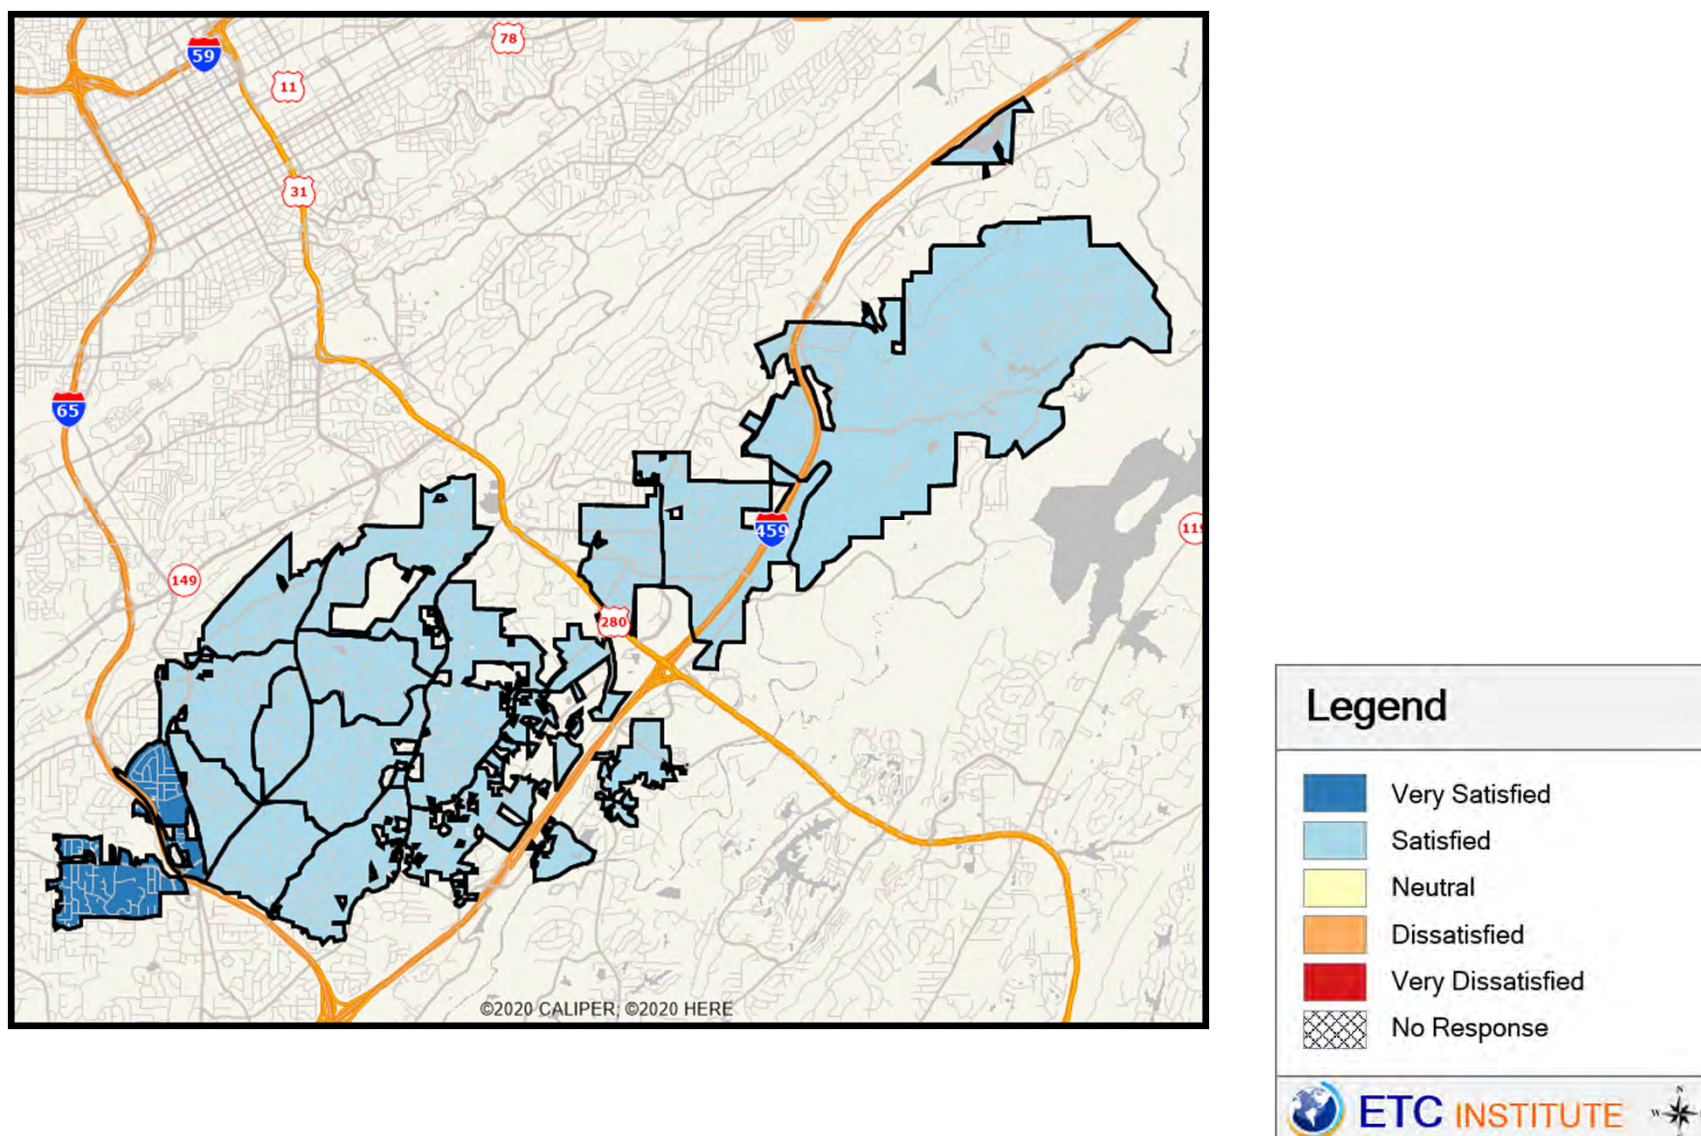 59
78
11
31
65
149
459
119
280
©2020 CALIPER; ©2020 HERE
Legend
Very Satisfied
Satisfied
Neutral
Dissatisfied
Very Dissatisfied
No Response
ETC INSTITUTE
N
W